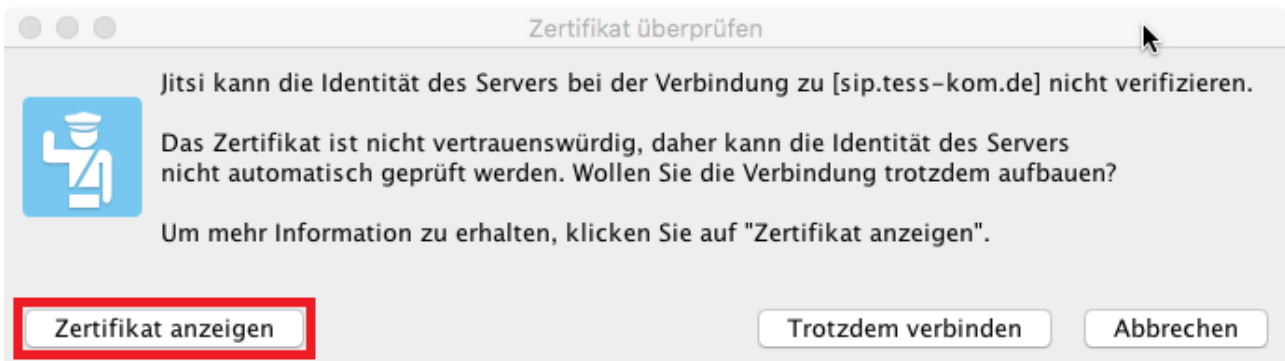 Zertifikat überprüfen
Jitsi kann die Identität des Servers bei der Verbindung zu [sip.tess-kom.de] nicht verifizieren.
Das Zertifikat ist nicht vertrauenswürdig, daher kann die Identität des Servers
nicht automatisch geprüft werden. Wollen Sie die Verbindung trotzdem aufbauen?
Um mehr Information zu erhalten, klicken Sie auf "Zertifikat anzeigen".
Zertifikat anzeigen Trotzdem verbinden Abbrechen